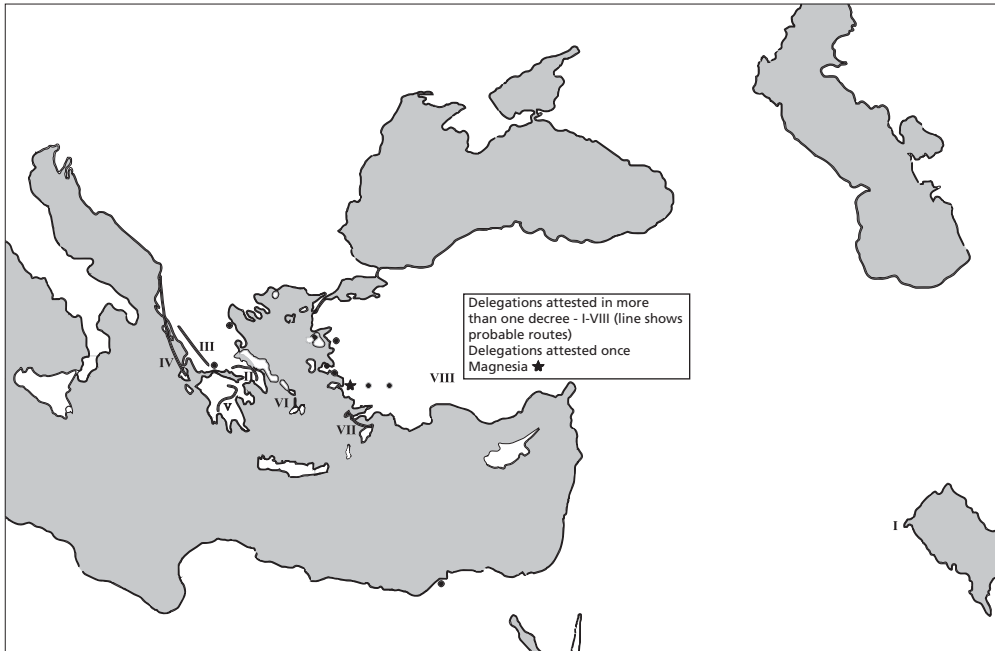 Delegations attested in more
than one decree - I-VIII (line shows
probable routes)
Delegations attested once
Magnesia ★
III
IV
II
VIII
V
VI
VII
I